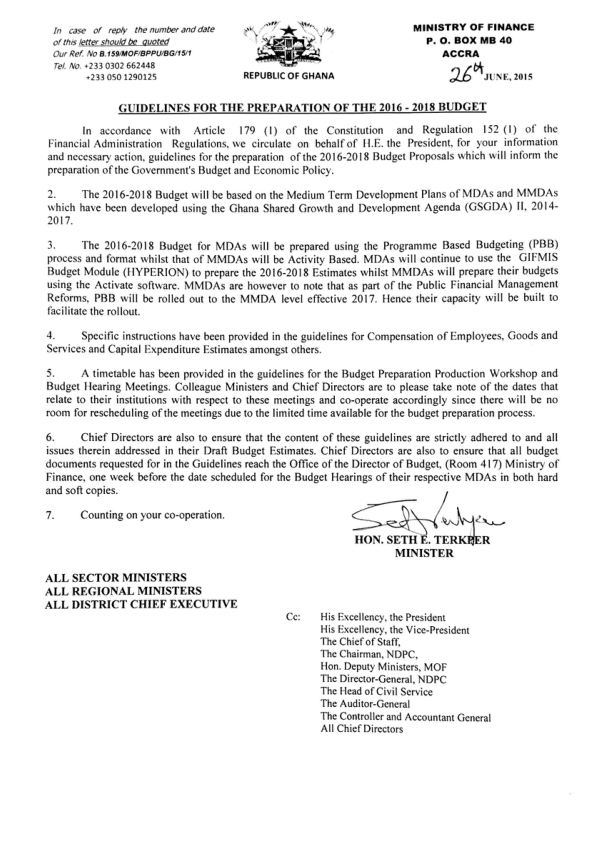 In case of reply the number and date
of this letter should be quoted
Our Ref. No B.159/MOF/BPPU/BG/15/1
Tel. No. +233 0302 662448
+233 050 1290125
REPUBLIC OF GHANA
MINISTRY OF FINANCE
P. O. BOX MB 40
ACCRA
26th JUNE, 2015
GUIDELINES FOR THE PREPARATION OF THE 2016 - 2018 BUDGET
In accordance with Article 179 (1) of the Constitution and Regulation 152 (1) of the
Financial Administration Regulations, we circulate on behalf of H.E. the President, for your information
and necessary action, guidelines for the preparation of the 2016-2018 Budget Proposals which will inform the
preparation of the Government's Budget and Economic Policy.
2. The 2016-2018 Budget will be based on the Medium Term Development Plans of MDAs and MMDAs
which have been developed using the Ghana Shared Growth and Development Agenda (GSGDA) II, 2014-
2017.
3. The 2016-2018 Budget for MDAs will be prepared using the Programme Based Budgeting (PBB)
process and format whilst that of MMDAs will be Activity Based. MDAs will continue to use the GIFMIS
Budget Module (HYPERION) to prepare the 2016-2018 Estimates whilst MMDAs will prepare their budgets
using the Activate software. MMDAs are however to note that as part of the Public Financial Management
Reforms, PBB will be rolled out to the MMDA level effective 2017. Hence their capacity will be built to
facilitate the rollout.
4. Specific instructions have been provided in the guidelines for Compensation of Employees, Goods and
Services and Capital Expenditure Estimates amongst others.
5. A timetable has been provided in the guidelines for the Budget Preparation Production Workshop and
Budget Hearing Meetings. Colleague Ministers and Chief Directors are to please take note of the dates that
relate to their institutions with respect to these meetings and co-operate accordingly since there will be no
room for rescheduling of the meetings due to the limited time available for the budget preparation process.
6. Chief Directors are also to ensure that the content of these guidelines are strictly adhered to and all
issues therein addressed in their Draft Budget Estimates. Chief Directors are also to ensure that all budget
documents requested for in the Guidelines reach the Office of the Director of Budget, (Room 417) Ministry of
Finance, one week before the date scheduled for the Budget Hearings of their respective MDAs in both hard
and soft copies.
7. Counting on your co-operation.
HON. SETH E. TERKPER
MINISTER
ALL SECTOR MINISTERS
ALL REGIONAL MINISTERS
ALL DISTRICT CHIEF EXECUTIVE
Cc: His Excellency, the President
His Excellency, the Vice-President
The Chief of Staff,
The Chairman, NDPC,
Hon. Deputy Ministers, MOF
The Director-General, NDPC
The Head of Civil Service
The Auditor-General
The Controller and Accountant General
All Chief Directors